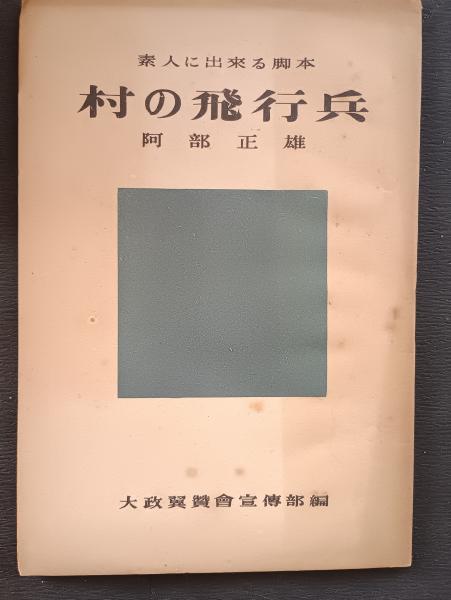 素人に出來る脚本
村の飛行兵
阿部正雄
大政翼贊會宣傳部編